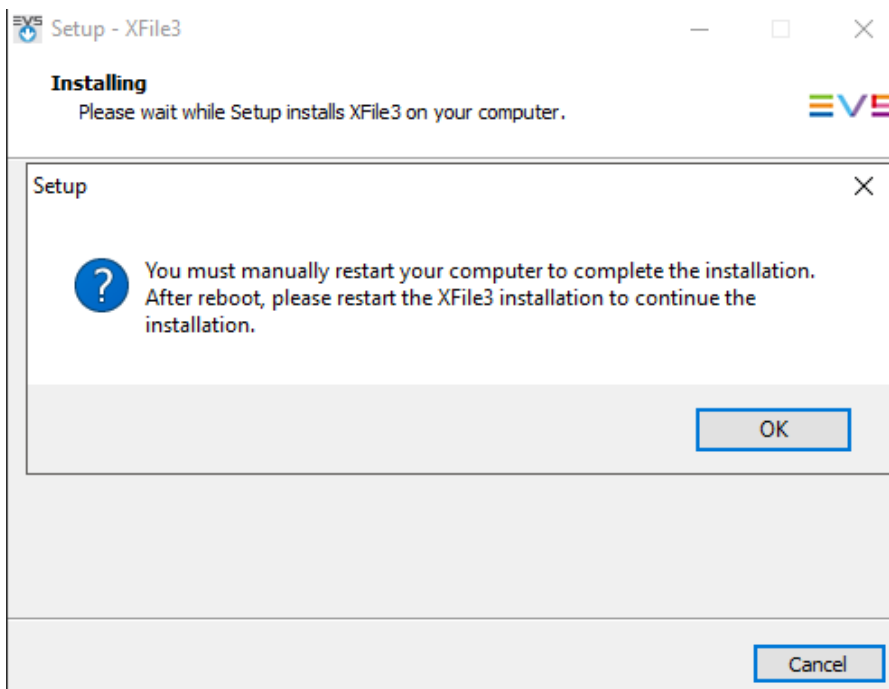 EVS
Setup - XFile3
Installing
Please wait while Setup installs XFile3 on your computer.
EVS
Setup
?
You must manually restart your computer to complete the installation.
After reboot, please restart the XFile3 installation to continue the
installation.
OK
Cancel